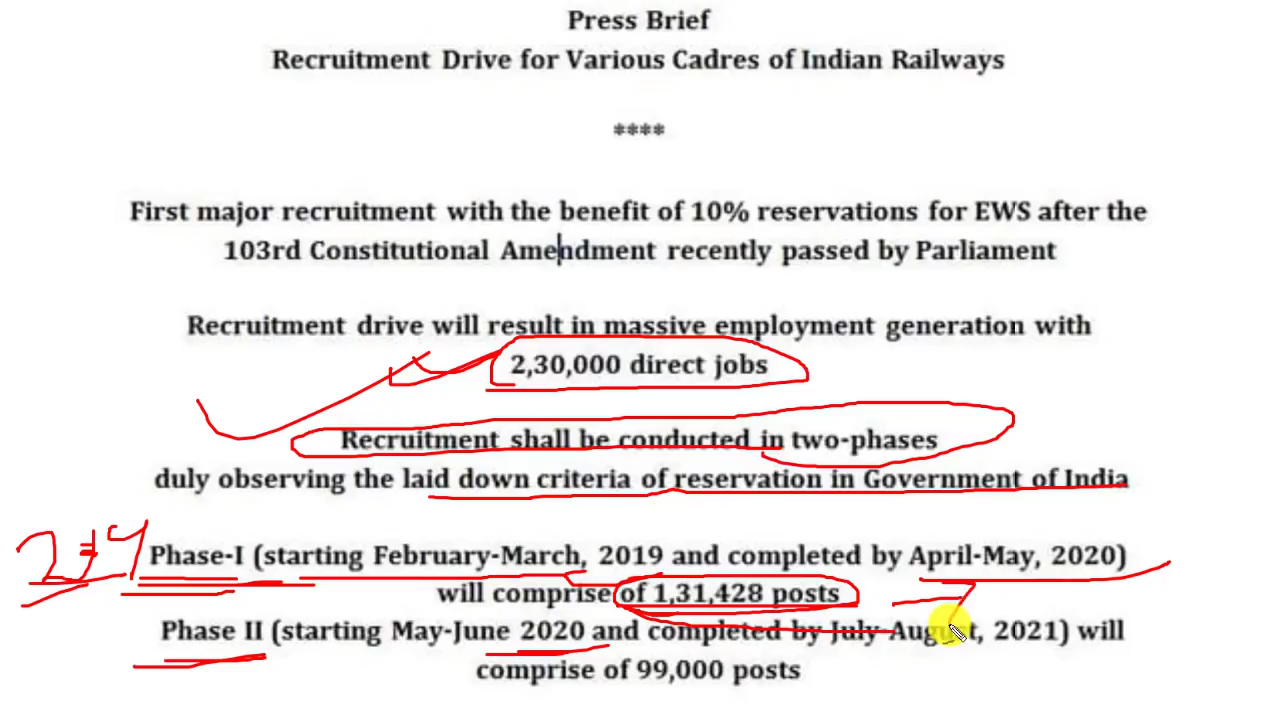 Press Brief
Recruitment Drive for Various Cadres of Indian Railways
****
First major recruitment with the benefit of 10% reservations for EWS after the
103rd Constitutional Amendment recently passed by Parliament
Recruitment drive will result in massive employment generation with
2,30,000 direct jobs
Recruitment shall be conducted in two-phases
duly observing the laid down criteria of reservation in Government of India
Phase-I (starting February-March, 2019 and completed by April-May, 2020)
will comprise of 1,31,428 posts
Phase II (starting May-June 2020 and completed by July-August, 2021) will
comprise of 99,000 posts